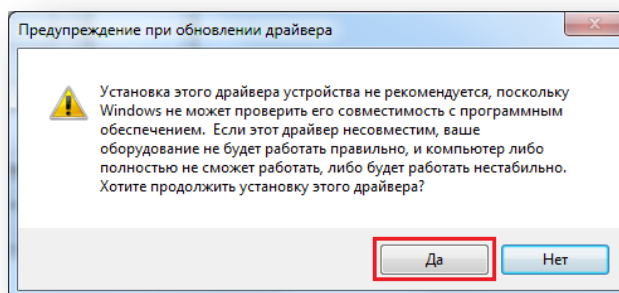 Предупреждение при обновлении драйвера
Установка этого драйвера устройства не рекомендуется, поскольку
Windows не может проверить его совместимость с программным
обеспечением. Если этот драйвер несовместим, ваше
оборудование не будет работать правильно, и компьютер либо
полностью не сможет работать, либо будет работать нестабильно.
Хотите продолжить установку этого драйвера?
Да Нет